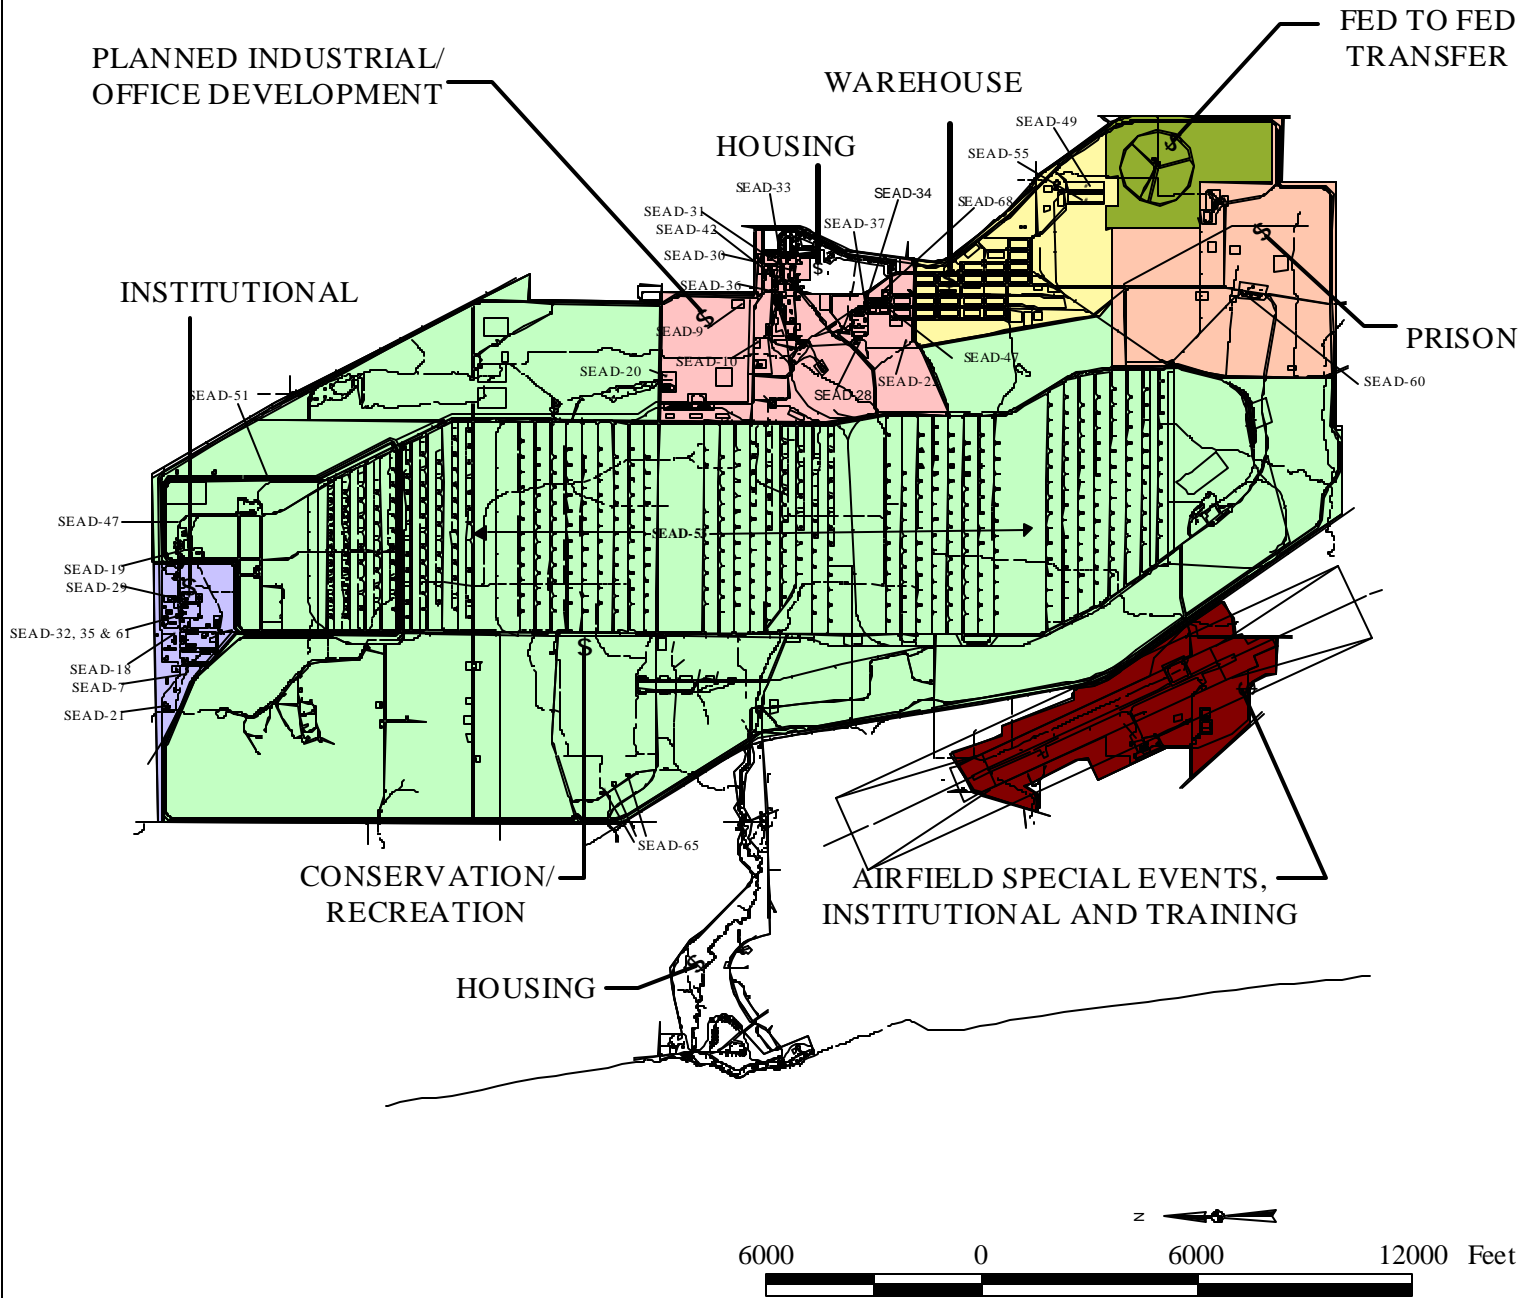 FED TO FED
TRANSFER
PLANNED INDUSTRIAL/
OFFICE DEVELOPMENT
WAREHOUSE
HOUSING
SEAD-49
SEAD-55
SEAD-33
SEAD-34
SEAD-68
SEAD-31
SEAD-42
SEAD-37
SEAD-30
SEAD-36
INSTITUTIONAL
SEAD-9
PRISON
SEAD-10
SEAD-47
SEAD-20
SEAD-60
SEAD-51
SEAD-28
SEAD-47
SEAD-19
SEAD-29
SEAD-32, 35 & 61
SEAD-18
SEAD-7
SEAD-21
SEAD-65
CONSERVATION/
RECREATION
AIRFIELD SPECIAL EVENTS,
INSTITUTIONAL AND TRAINING
HOUSING
N
6000 0 6000 12000 Feet